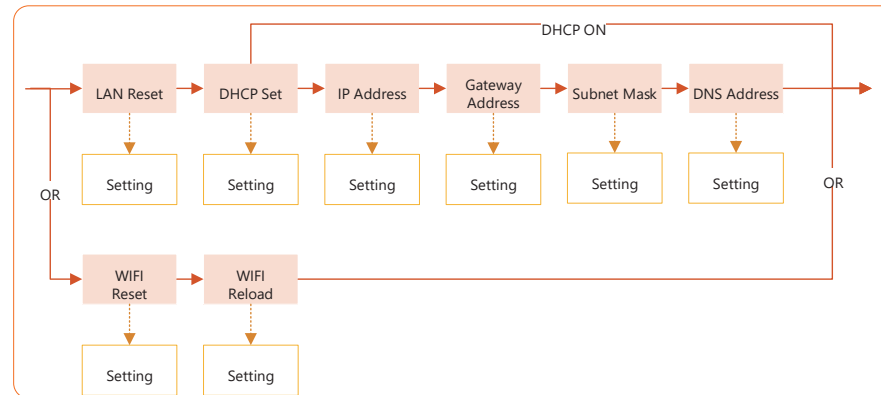 DHCP ON
LAN Reset
DHCP Set
IP Address
Gateway
Address
Subnet Mask
DNS Address
Setting
Setting
Setting
Setting
Setting
Setting
OR
OR
WIFI
Reset
WIFI
Reload
Setting
Setting